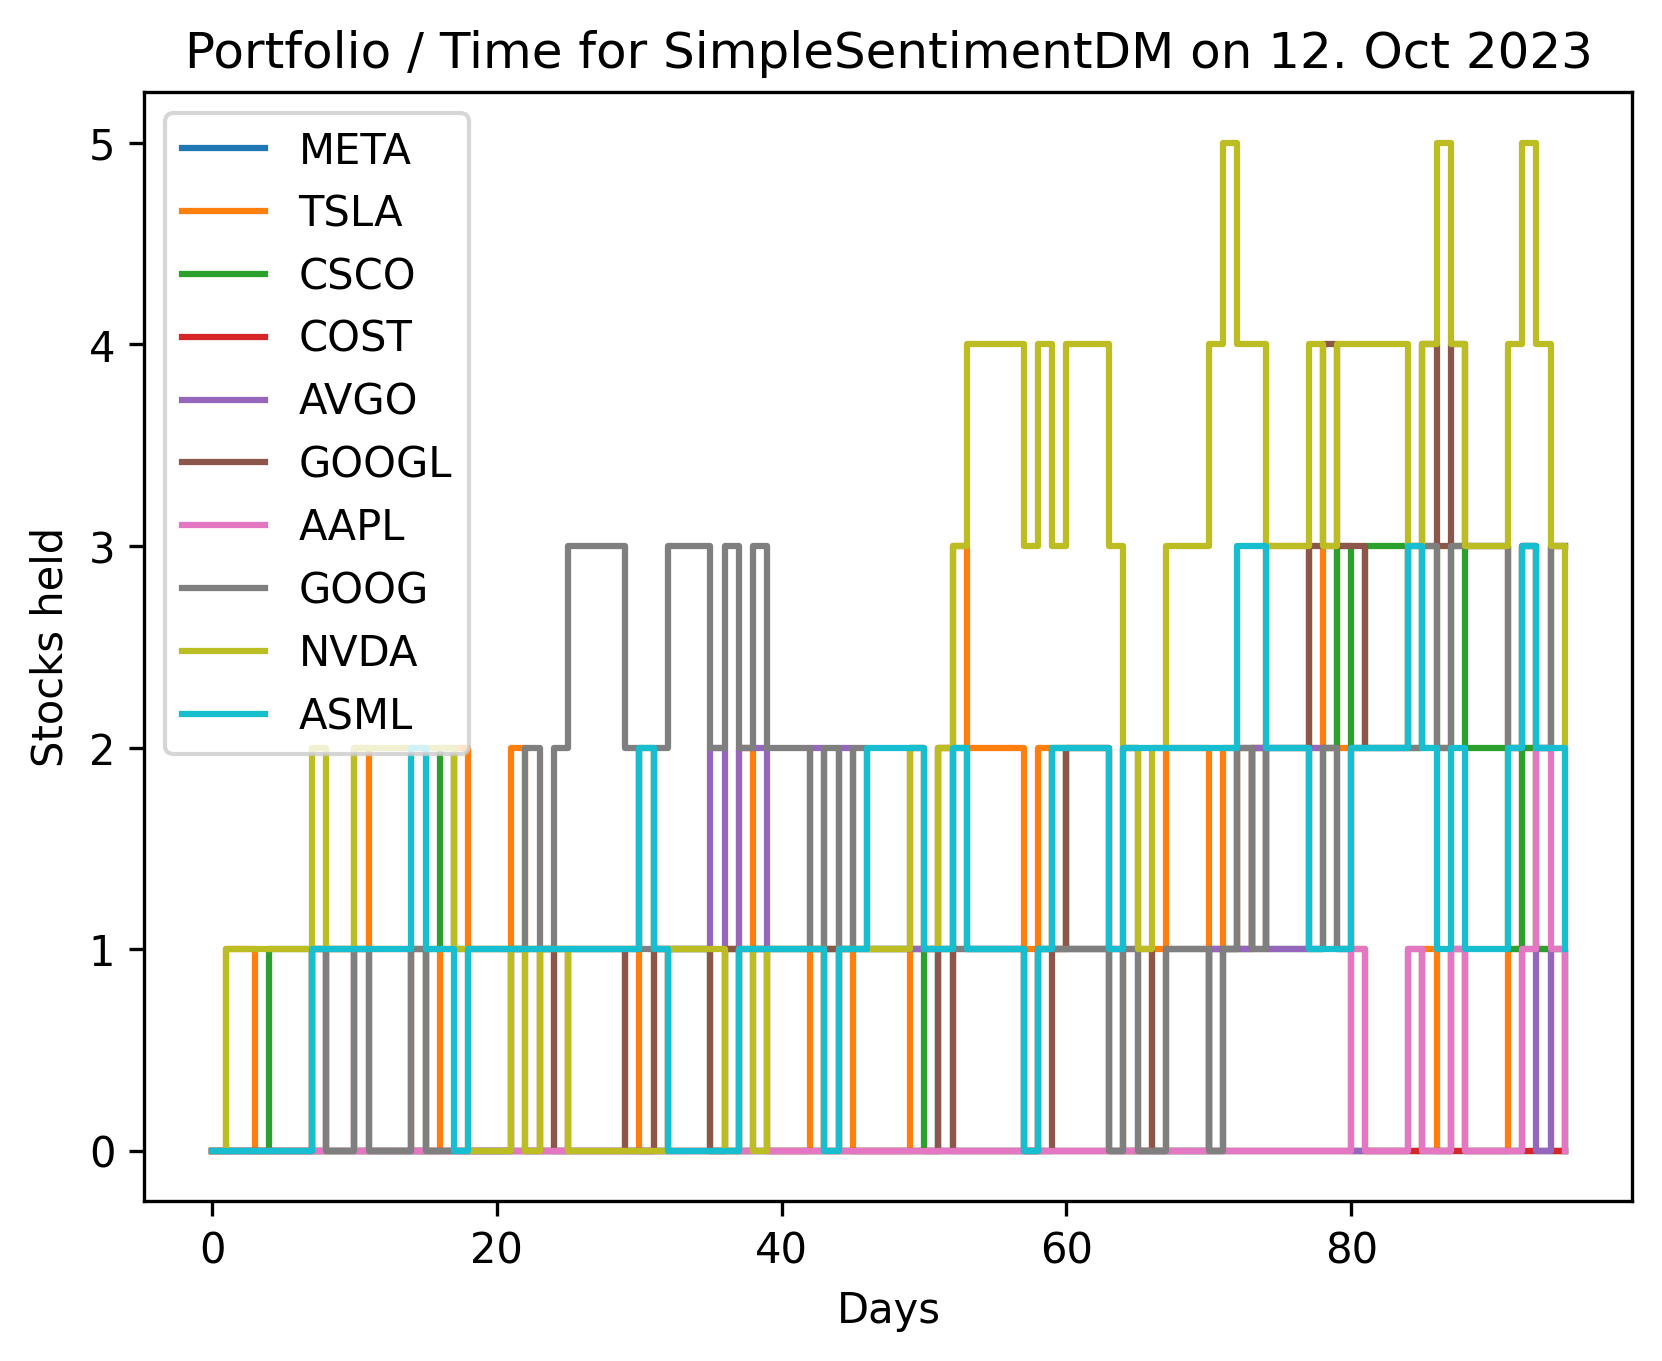 Portfolio / Time for SimpleSentimentDM on 12. Oct 2023
META
TSLA
CSCO
COST
AVGO
GOOGL
AAPL
GOOG
NVDA
ASML
Stocks held
5
4
3
2
1
0
0 20 40 60 80
Days